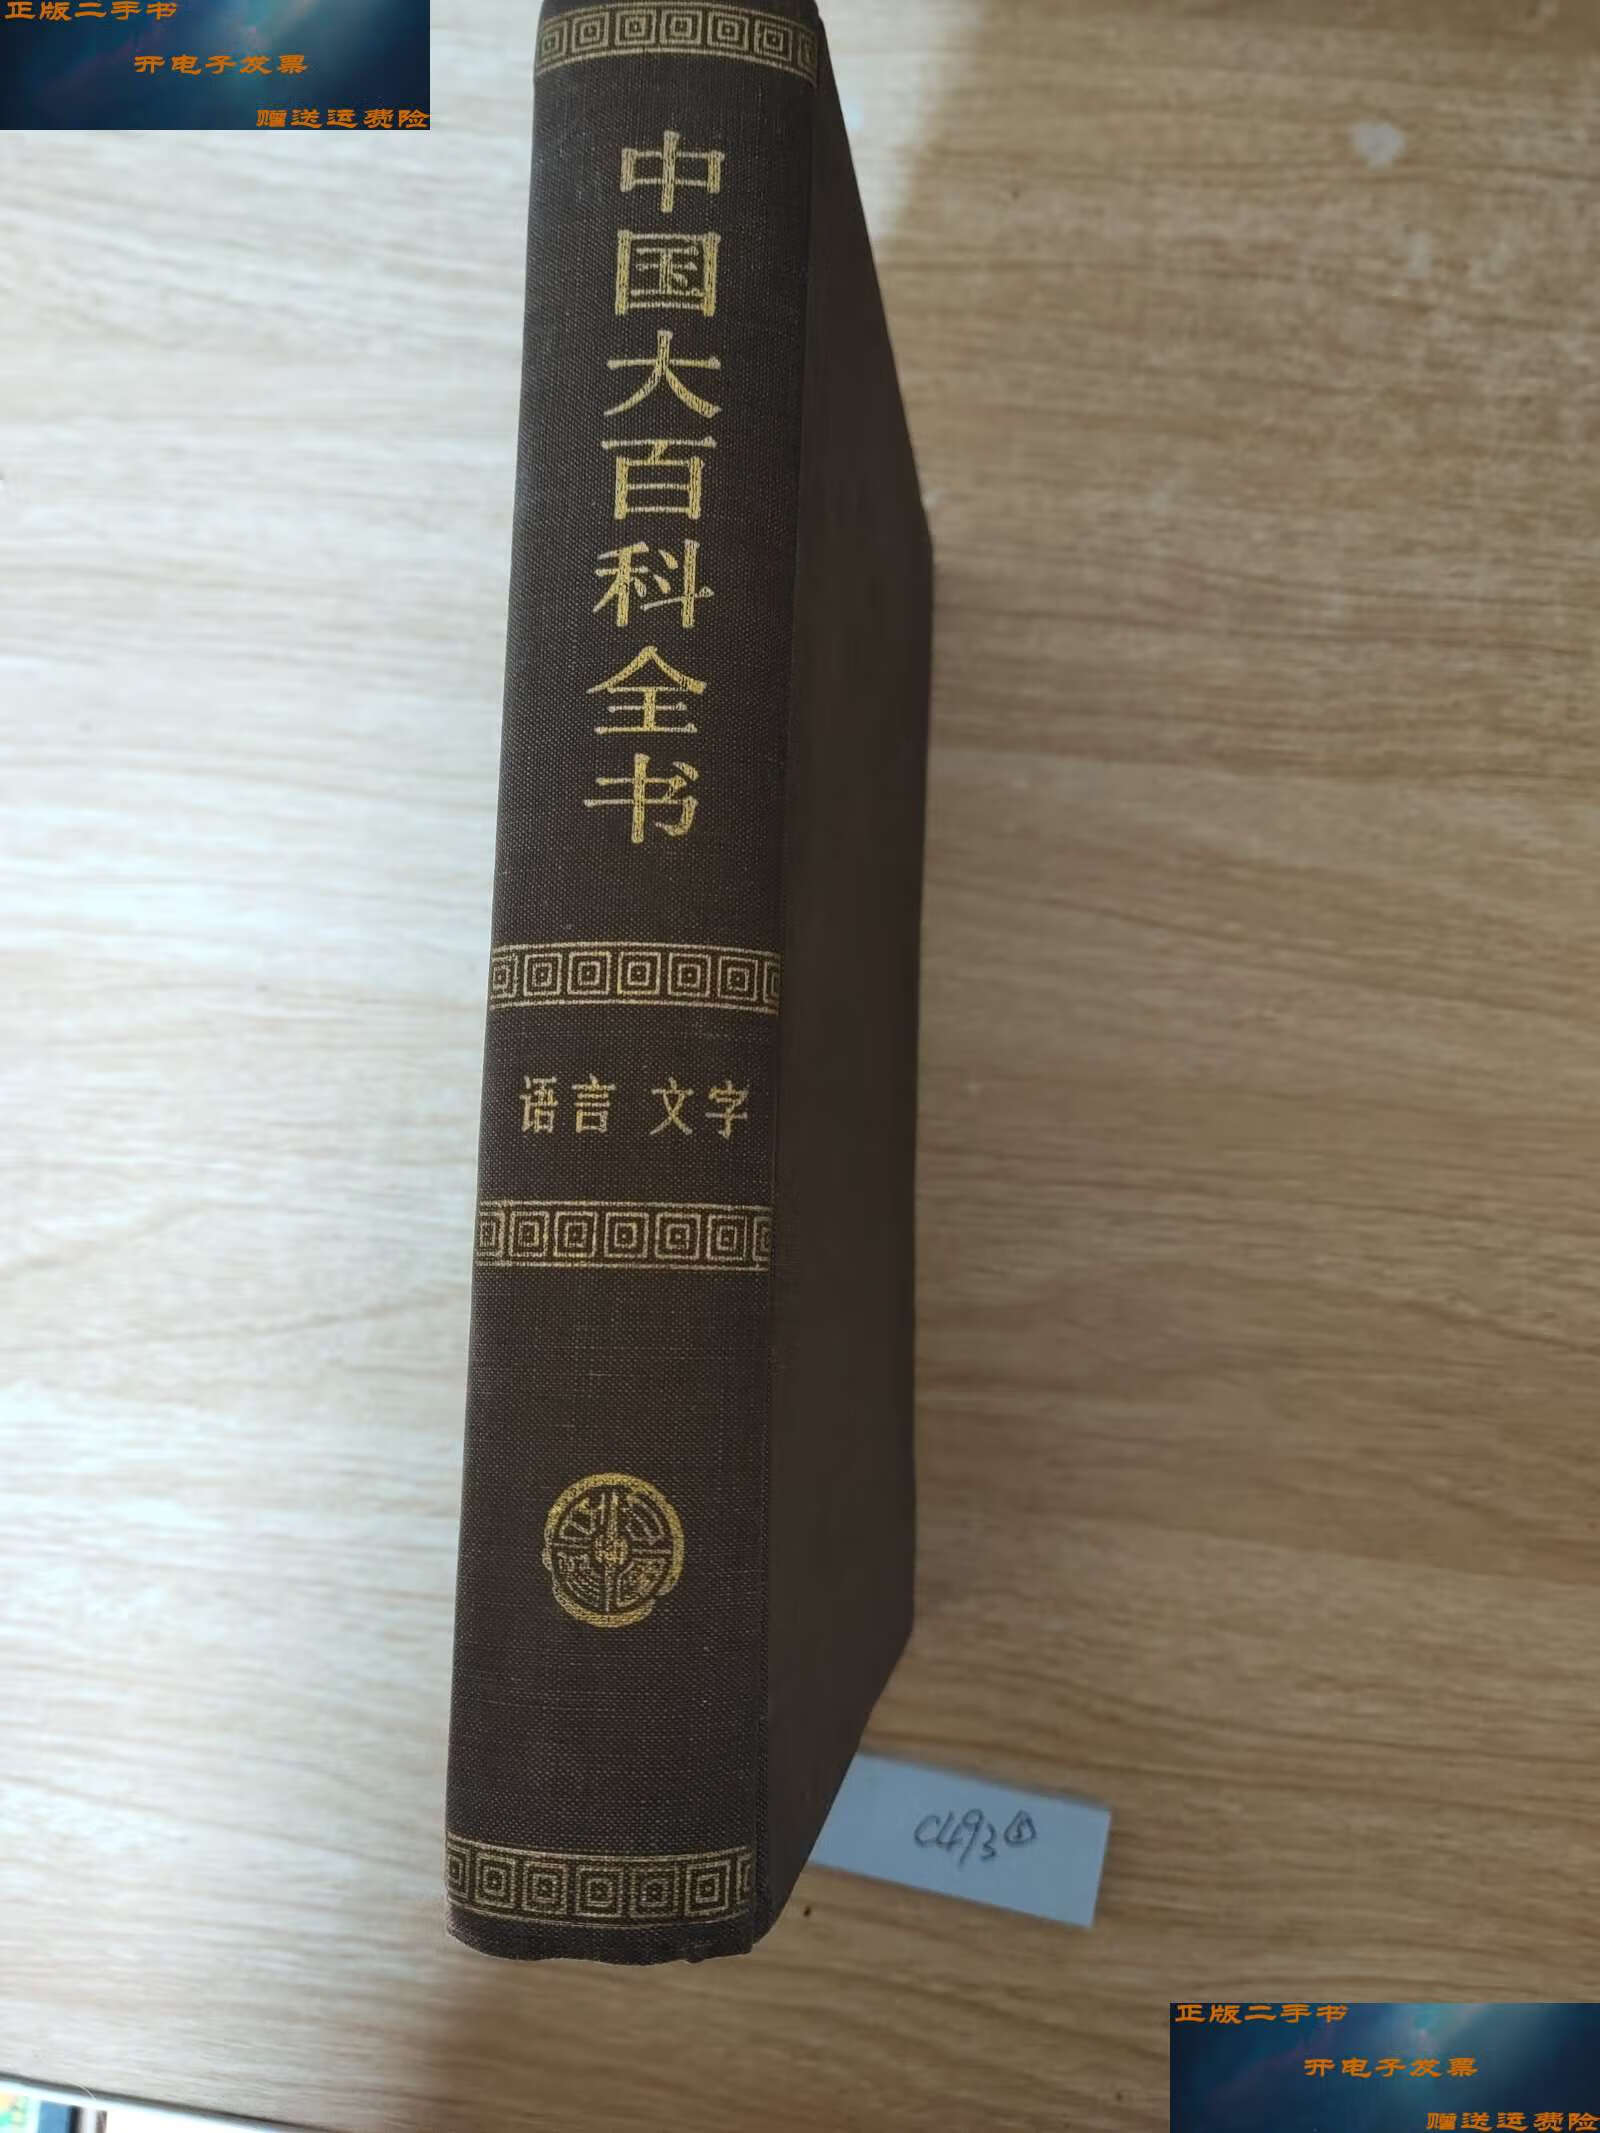 正版二手书
开电子发票
赠送运费险
中国大百科全书
语言 文字
C493
正版二手书
开电子发票
赠送运费险